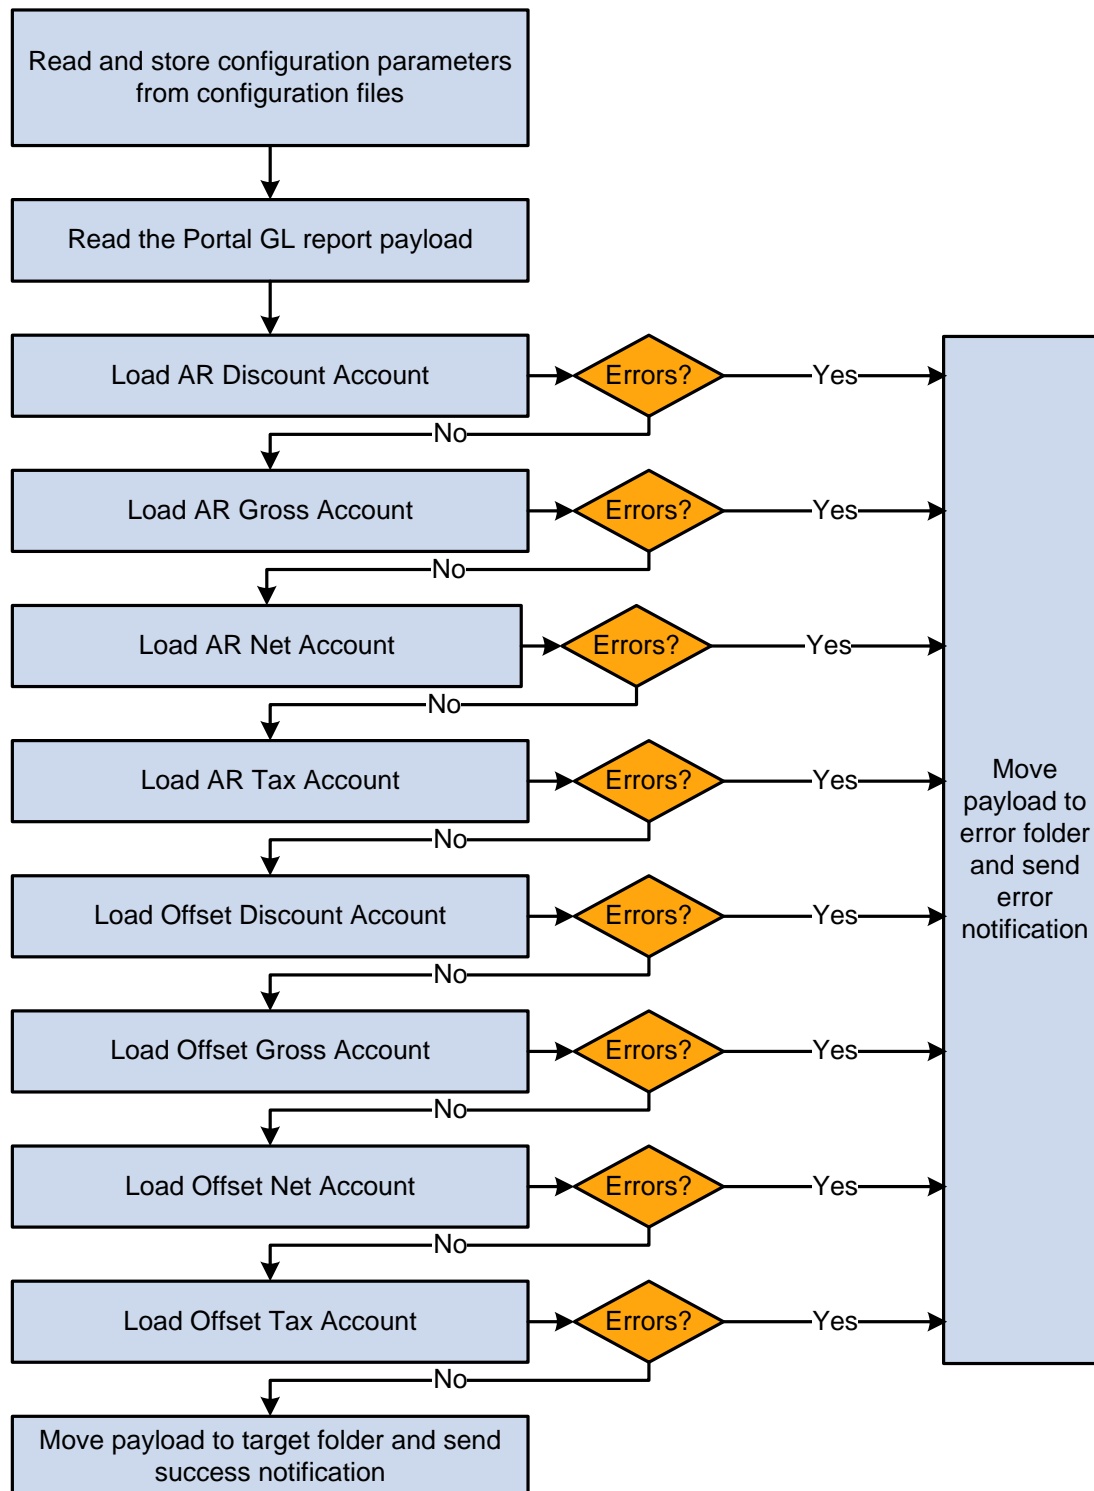 Read and store configuration parameters
from configuration files
Read the Portal GL report payload
Load AR Discount Account
Errors?
Yes
No
Load AR Gross Account
Errors?
Yes
No
Load AR Net Account
Errors?
Yes
No
Load AR Tax Account
Errors?
Yes
No
Load Offset Discount Account
Errors?
Yes
No
Load Offset Gross Account
Errors?
Yes
No
Load Offset Net Account
Errors?
Yes
No
Load Offset Tax Account
Errors?
Yes
No
Move payload to target folder and send
success notification
Move
payload to
error folder
and send
error
notification